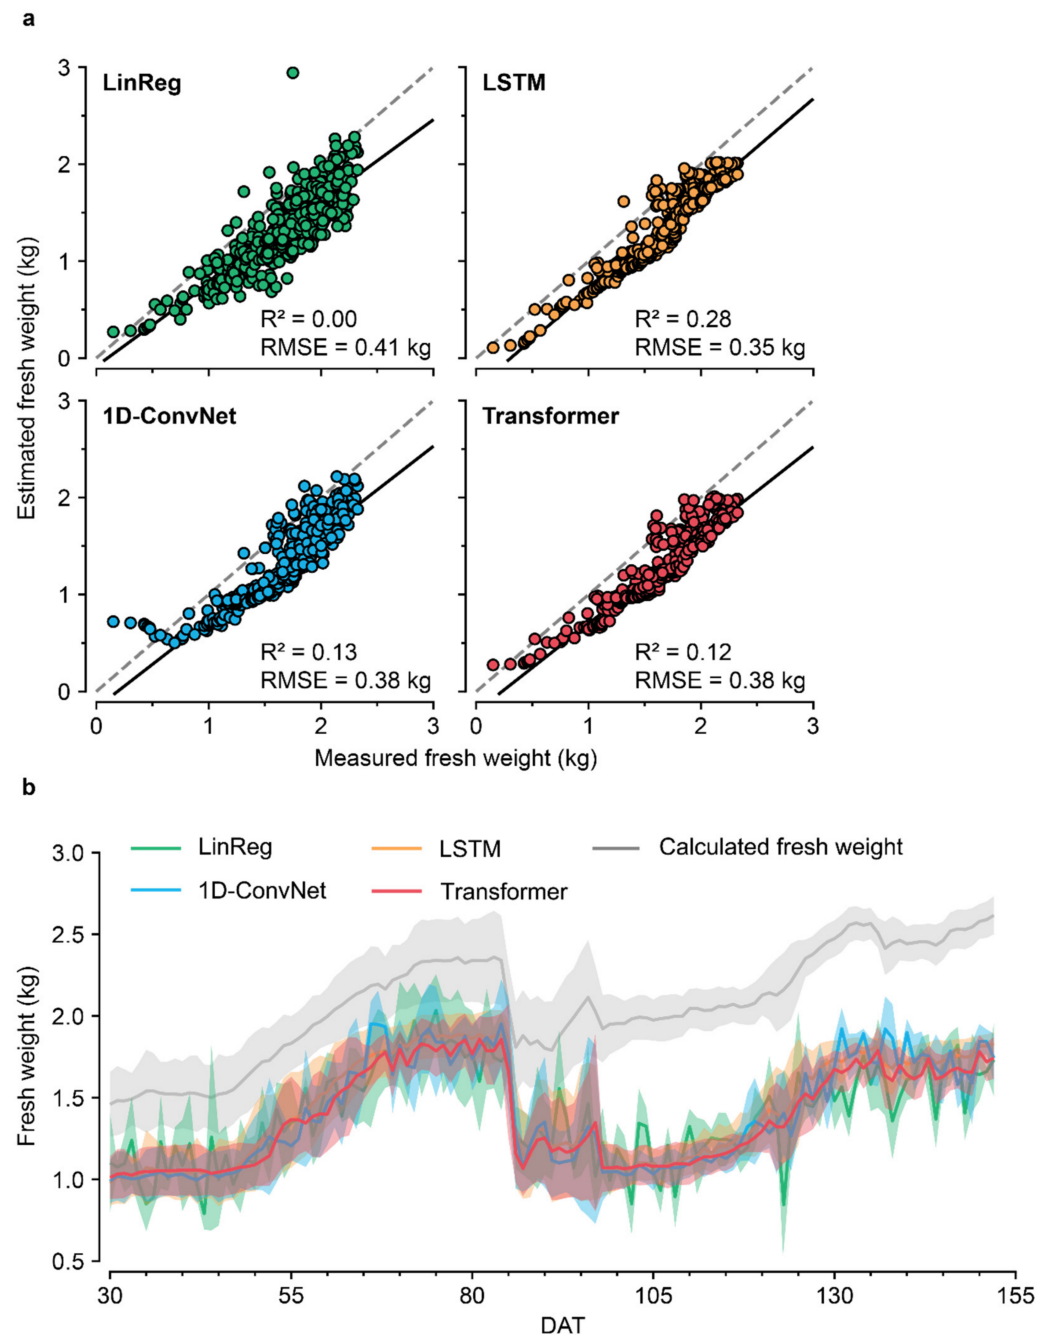 a
LinReg
LSTM
3
2
1
0
R² = 0.00
RMSE = 0.41 kg
R² = 0.28
RMSE = 0.35 kg
1D-ConvNet
Transformer
3
2
1
0
R² = 0.13
RMSE = 0.38 kg
R² = 0.12
RMSE = 0.38 kg
0 1 2 3
0 1 2 3
Estimated fresh weight (kg)
Measured fresh weight (kg)
b
LinReg
LSTM
Calculated fresh weight
1D-ConvNet
Transformer
3.0
2.5
2.0
1.5
1.0
0.5
Fresh weight (kg)
30 55 80 105 130 155
DAT